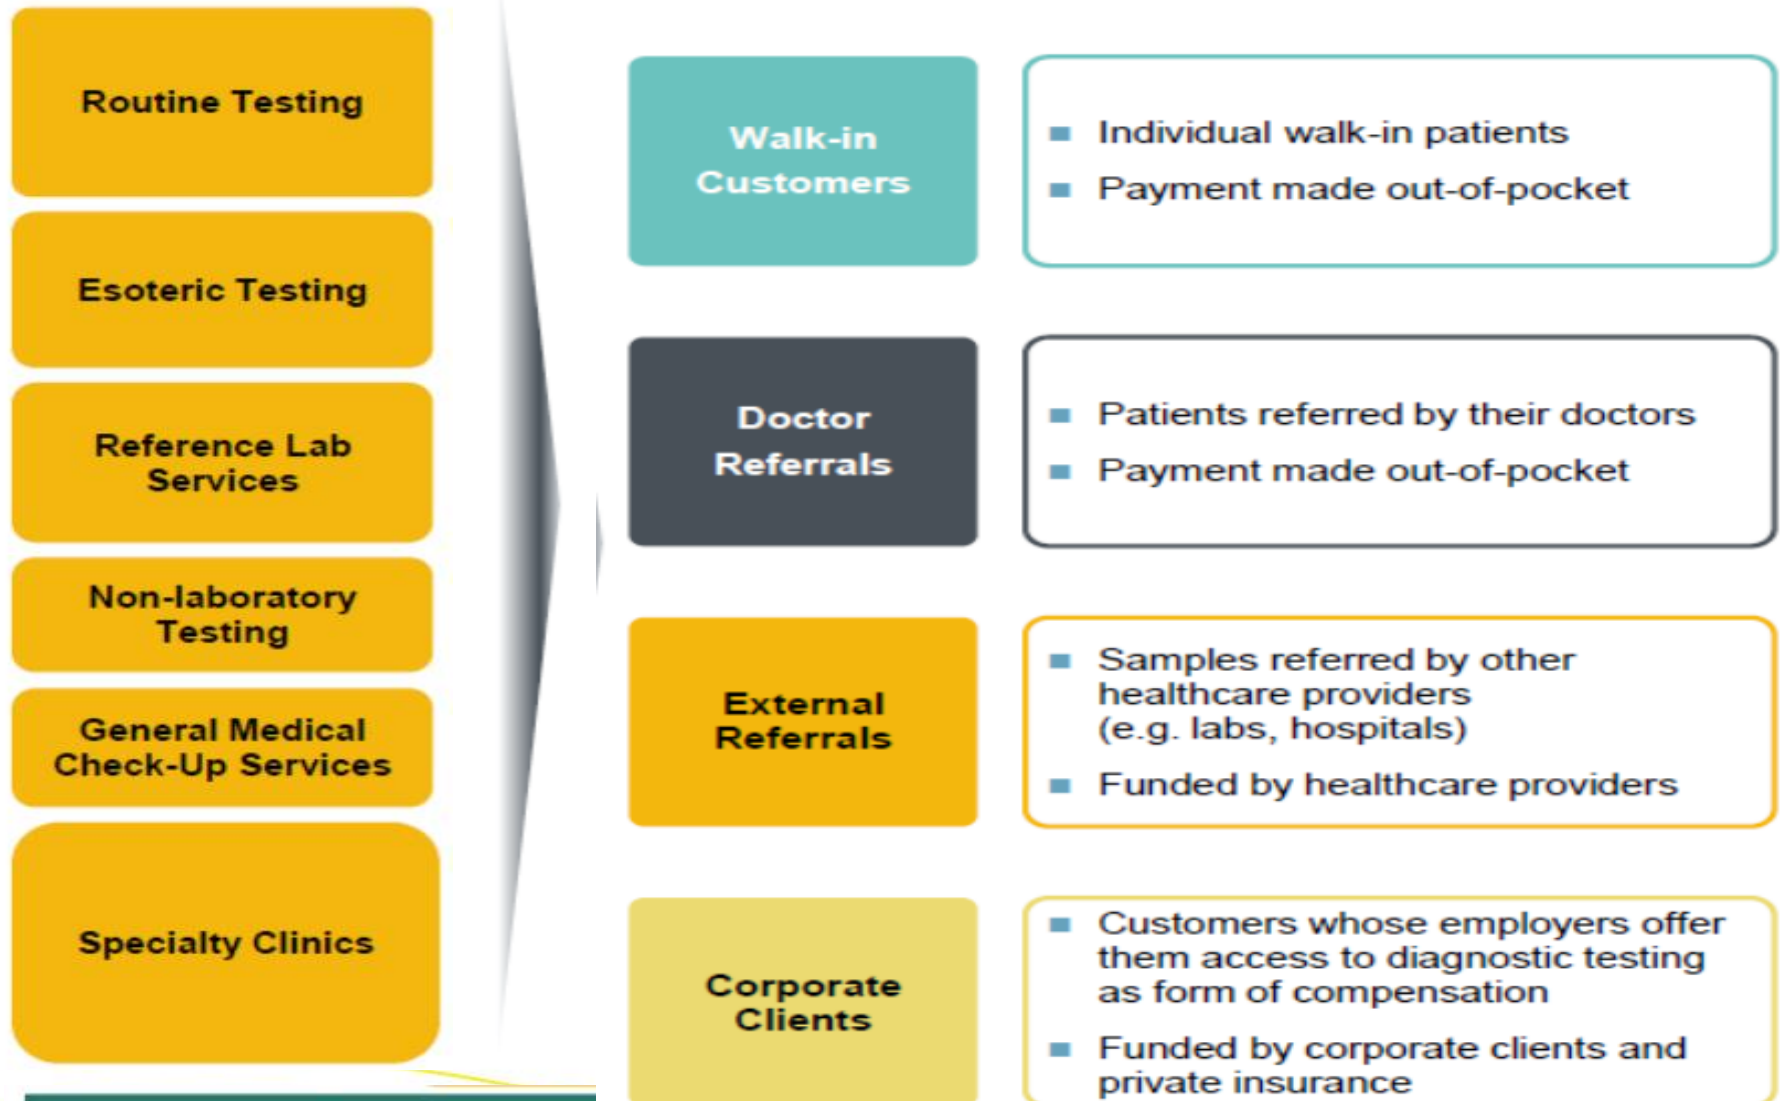 Routine Testing
Esoteric Testing
Reference Lab
Services
Non-laboratory
Testing
General Medical
Check-Up Services
Specialty Clinics
Walk-in
Customers
Individual walk-in patients
Payment made out-of-pocket
Doctor
Referrals
Patients referred by their doctors
Payment made out-of-pocket
External
Referrals
Samples referred by other
healthcare providers
(e.g. labs, hospitals)
Funded by healthcare providers
Corporate
Clients
Customers whose employers offer
them access to diagnostic testing
as form of compensation
Funded by corporate clients and
private insurance